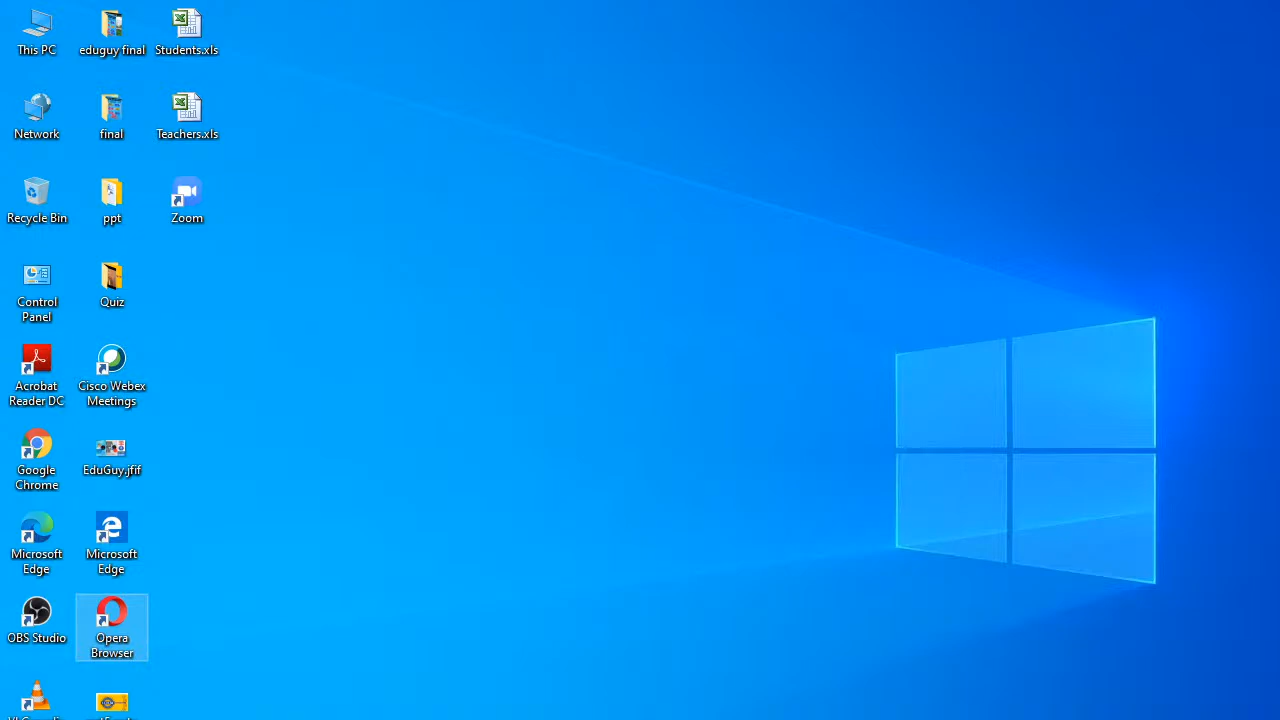 This PC
eduguy final
Students.xls
Network
final
Teachers.xls
Recycle Bin
ppt
Zoom
Control
Panel
Quiz
Acrobat
Reader DC
Cisco Webex
Meetings
Google
Chrome
EduGuy.jfif
Microsoft
Edge
Microsoft
Edge
OBS Studio
Opera
Browser